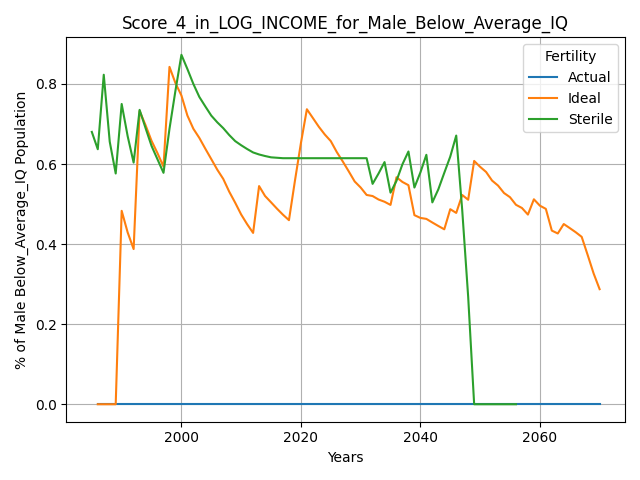 Score_4_in_LOG_INCOME_for_Male_Below_Average_IQ
Fertility
Actual
Ideal
Sterile
% of Male Below_Average_IQ Population
0.8
0.6
0.4
0.2
0.0
2000 2020 2040 2060
Years